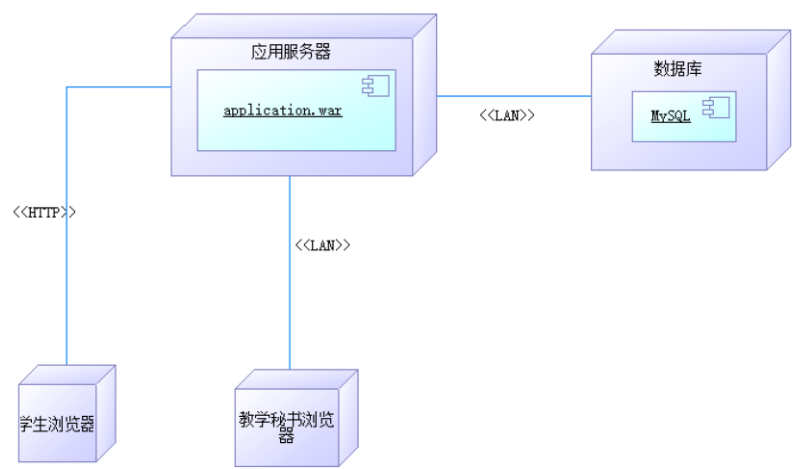 应用服务器
application.war
数据库
MySQL
<<LAN>>
<<HTTP>>
<<LAN>>
学生浏览器
教学秘书浏览
器